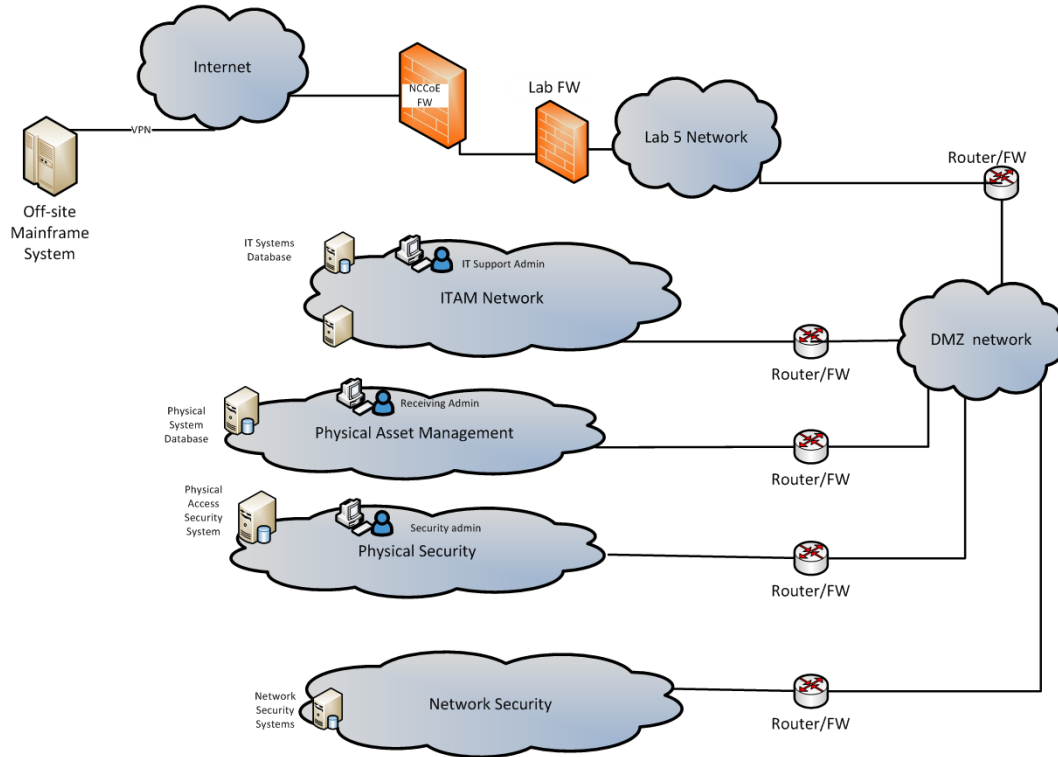 Internet
NCCoE
FW
Lab FW
Lab 5 Network
Router/FW
VPN
Off-site
Mainframe
System
IT Systems
Database
IT Support Admin
ITAM Network
Router/FW
DMZ network
Physical
System
Database
Receiving Admin
Physical Asset Management
Router/FW
Physical
Access
Security
System
Security admin
Physical Security
Router/FW
Network
Security
Systems
Network Security
Router/FW